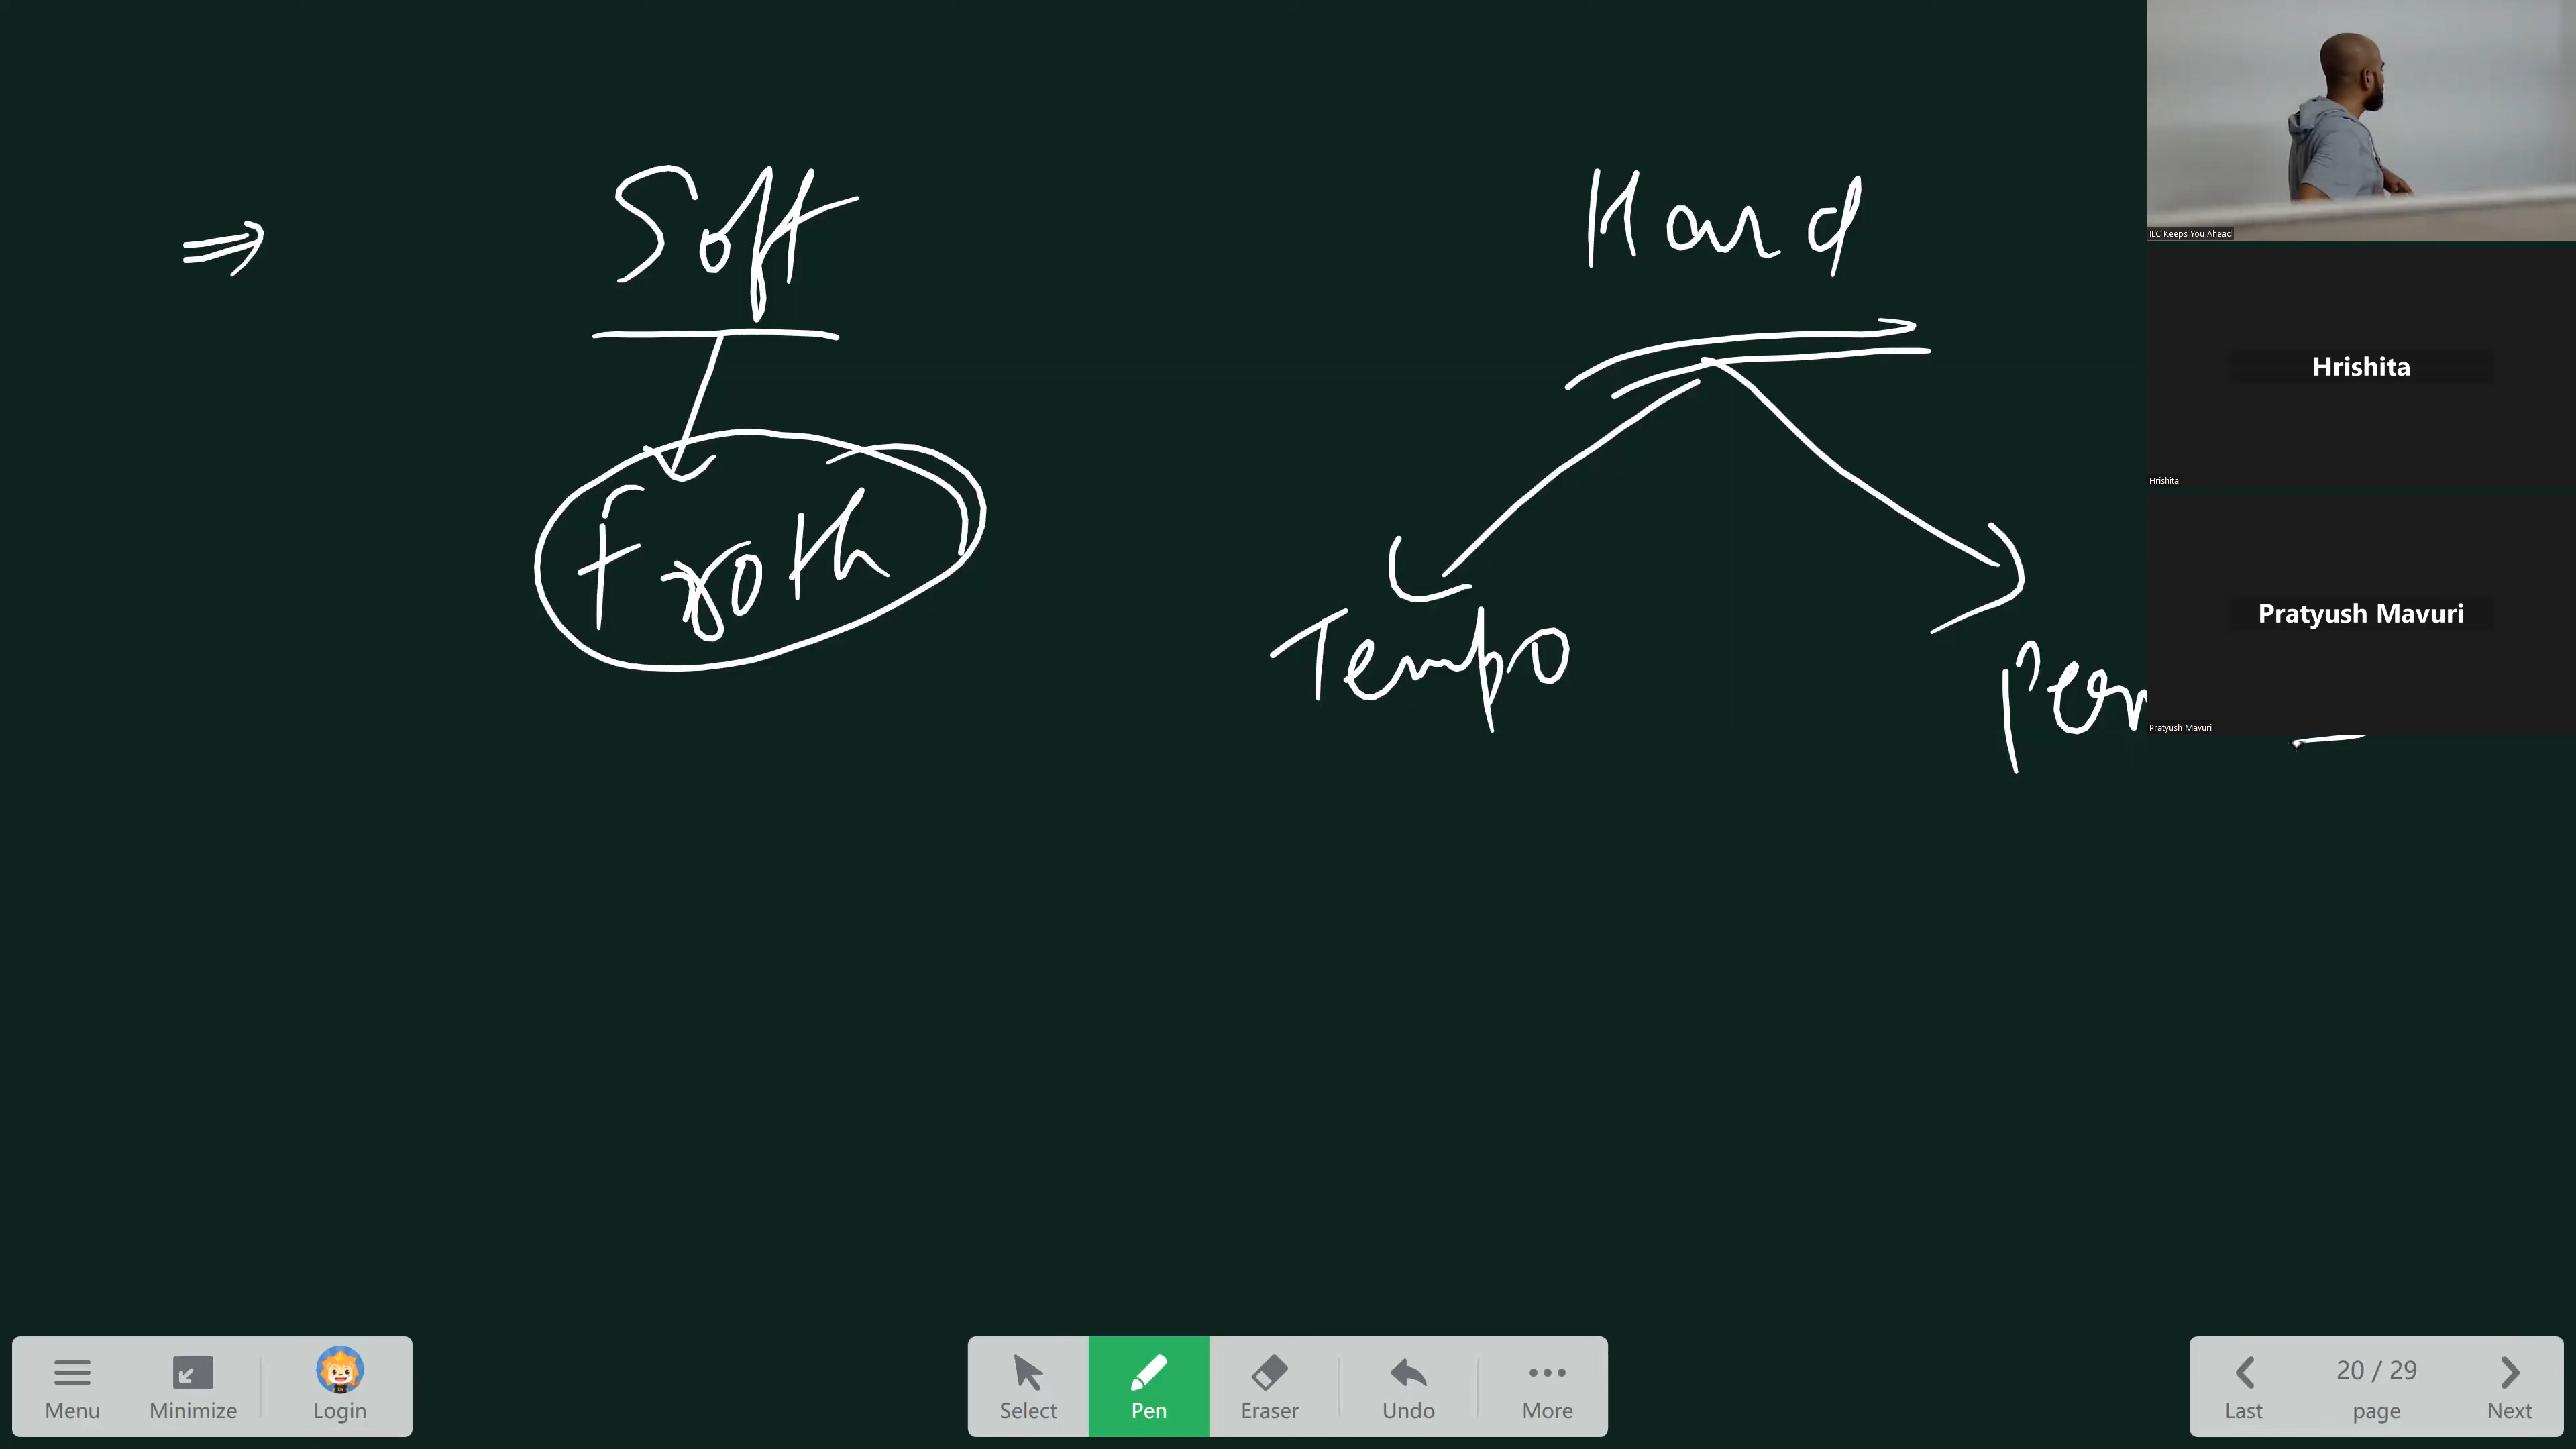 ⇒ Soft Hard
Froth
Tempo
Per
ILC Keeps You Ahead
Hrishita
Hrishita
Pratyush Mavuri
Pratyush Mavuri
Menu
Minimize
Login
Select
Pen
Eraser
Undo
More
Last
20 / 29
page
Next